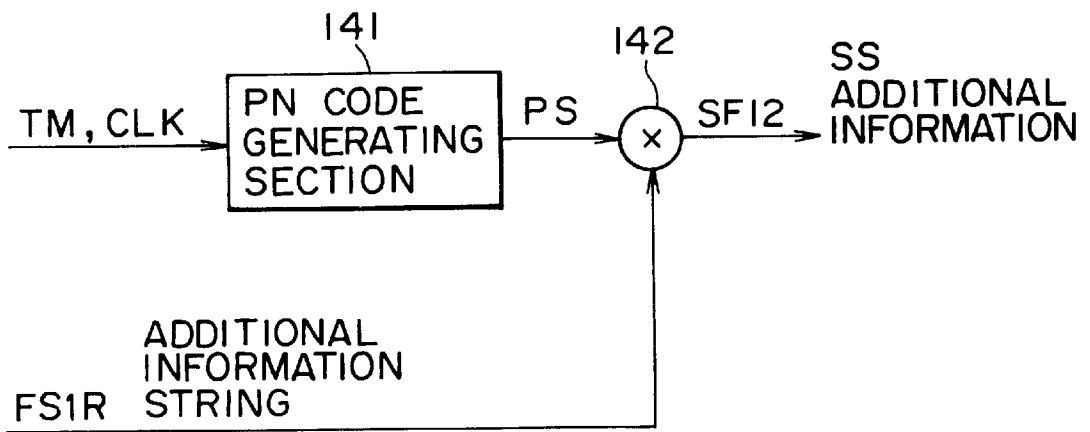 141
142
TM, CLK
PN CODE
GENERATING
SECTION
PS
×
SF12
SS
ADDITIONAL
INFORMATION
ADDITIONAL
INFORMATION
FS1R STRING